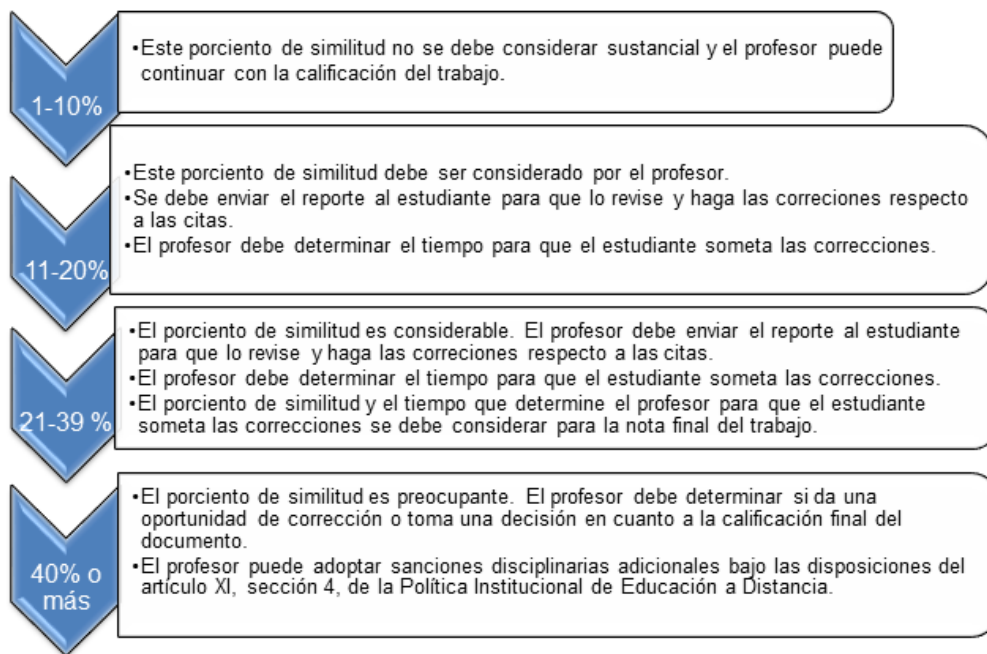 1-10%
•Este porciento de similitud no se debe considerar sustancial y el profesor puede
continuar con la calificación del trabajo.
11-20%
•Este porciento de similitud debe ser considerado por el profesor.
•Se debe enviar el reporte al estudiante para que lo revise y haga las correciones respecto
a las citas.
•El profesor debe determinar el tiempo para que el estudiante someta las correcciones.
21-39 %
•El porciento de similitud es considerable. El profesor debe enviar el reporte al estudiante
para que lo revise y haga las correciones respecto a las citas.
•El profesor debe determinar el tiempo para que el estudiante someta las correcciones.
•El porciento de similitud y el tiempo que determine el profesor para que el estudiante
someta las correcciones se debe considerar para la nota final del trabajo.
40% o
más
•El porciento de similitud es preocupante. El profesor debe determinar si da una
oportunidad de corrección o toma una decisión en cuanto a la calificación final del
documento.
•El profesor puede adoptar sanciones disciplinarias adicionales bajo las disposiciones del
artículo XI, sección 4, de la Política Institucional de Educación a Distancia.